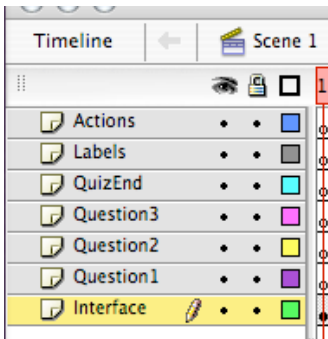 Timeline Scene 1
1
Actions
Labels
QuizEnd
Question3
Question2
Question1
Interface